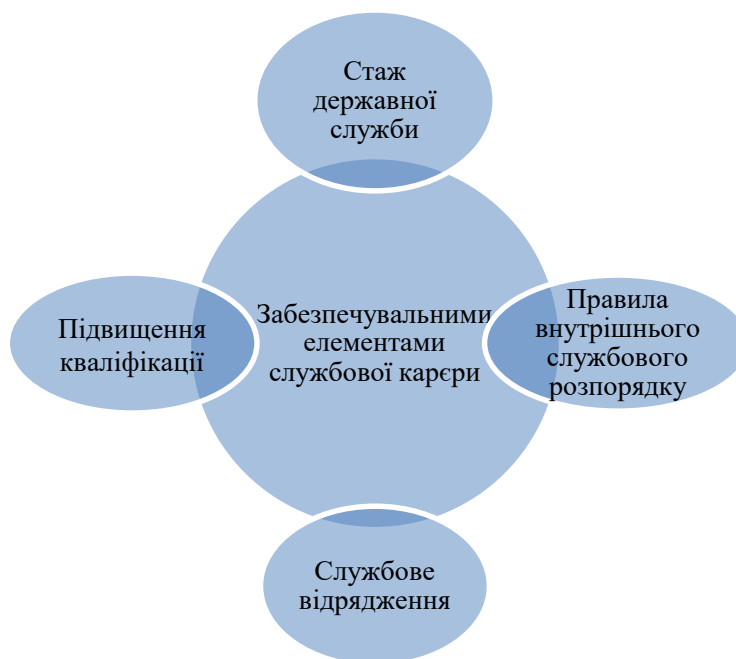 Стаж
державної
служби
Підвищення
кваліфікації
Забезпечувальними
елементами
службової карєри
Правила
внутрішнього
службового
розпорядку
Службове
відрядження